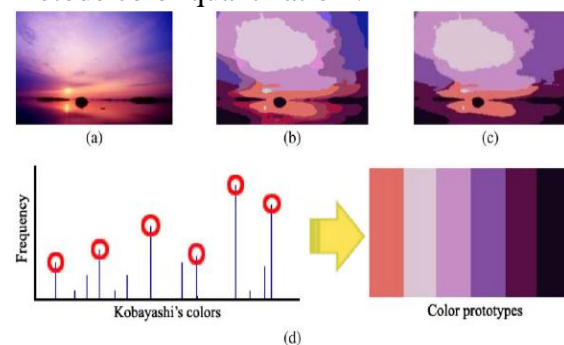 (a)
(b)
(c)
Frequency
Kobayashi's colors
Color prototypes
(d)